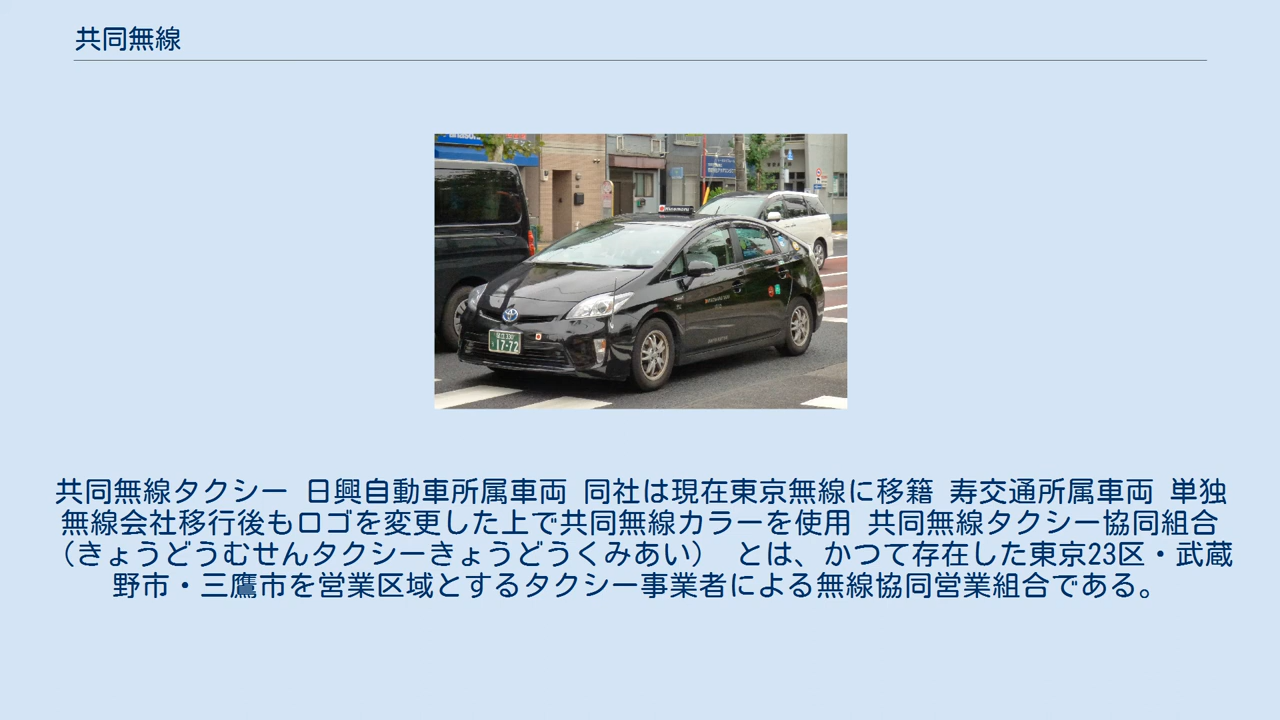 共同無線
17-72
共同無線タクシー 日興自動車所属車両 同社は現在東京無線に移籍 寿交通所属車両 単独
無線会社移行後もロゴを変更した上で共同無線カラーを使用 共同無線タクシー協同組合
（きょうどうむせんタクシーきょうどうくみあい） とは、かつて存在した東京23区・武蔵
野市・三鷹市を営業区域とするタクシー事業者による無線協同営業組合である。